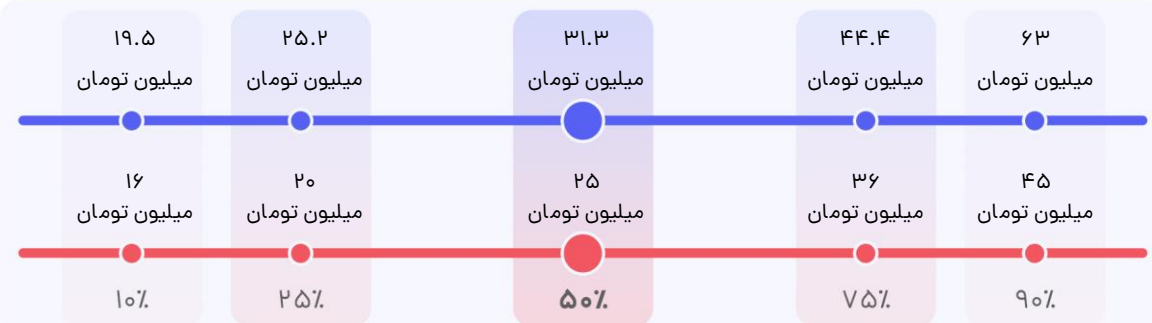 ۱۹.۵ ۲۵.۲ ۳۱.۳ ۴۴.۴ ۶۳
میلیون تومان میلیون تومان میلیون تومان میلیون تومان میلیون تومان
۱۶ ۲۰ ۲۵ ۳۶ ۴۵
میلیون تومان میلیون تومان میلیون تومان میلیون تومان میلیون تومان
۱۰٪ ۲۵٪ ۵۰٪ ۷۵٪ ۹۰٪